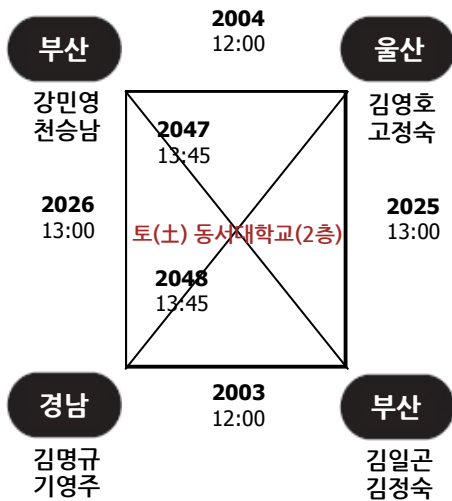 2004
12:00
부산
울산
강민영
천승남
김영호
고정숙
2047
13:45
2026
13:00
2025
13:00
토(土) 동서대학교(2층)
2048
13:45
경남
2003
12:00
부산
김명규
기영주
김일곤
김정숙